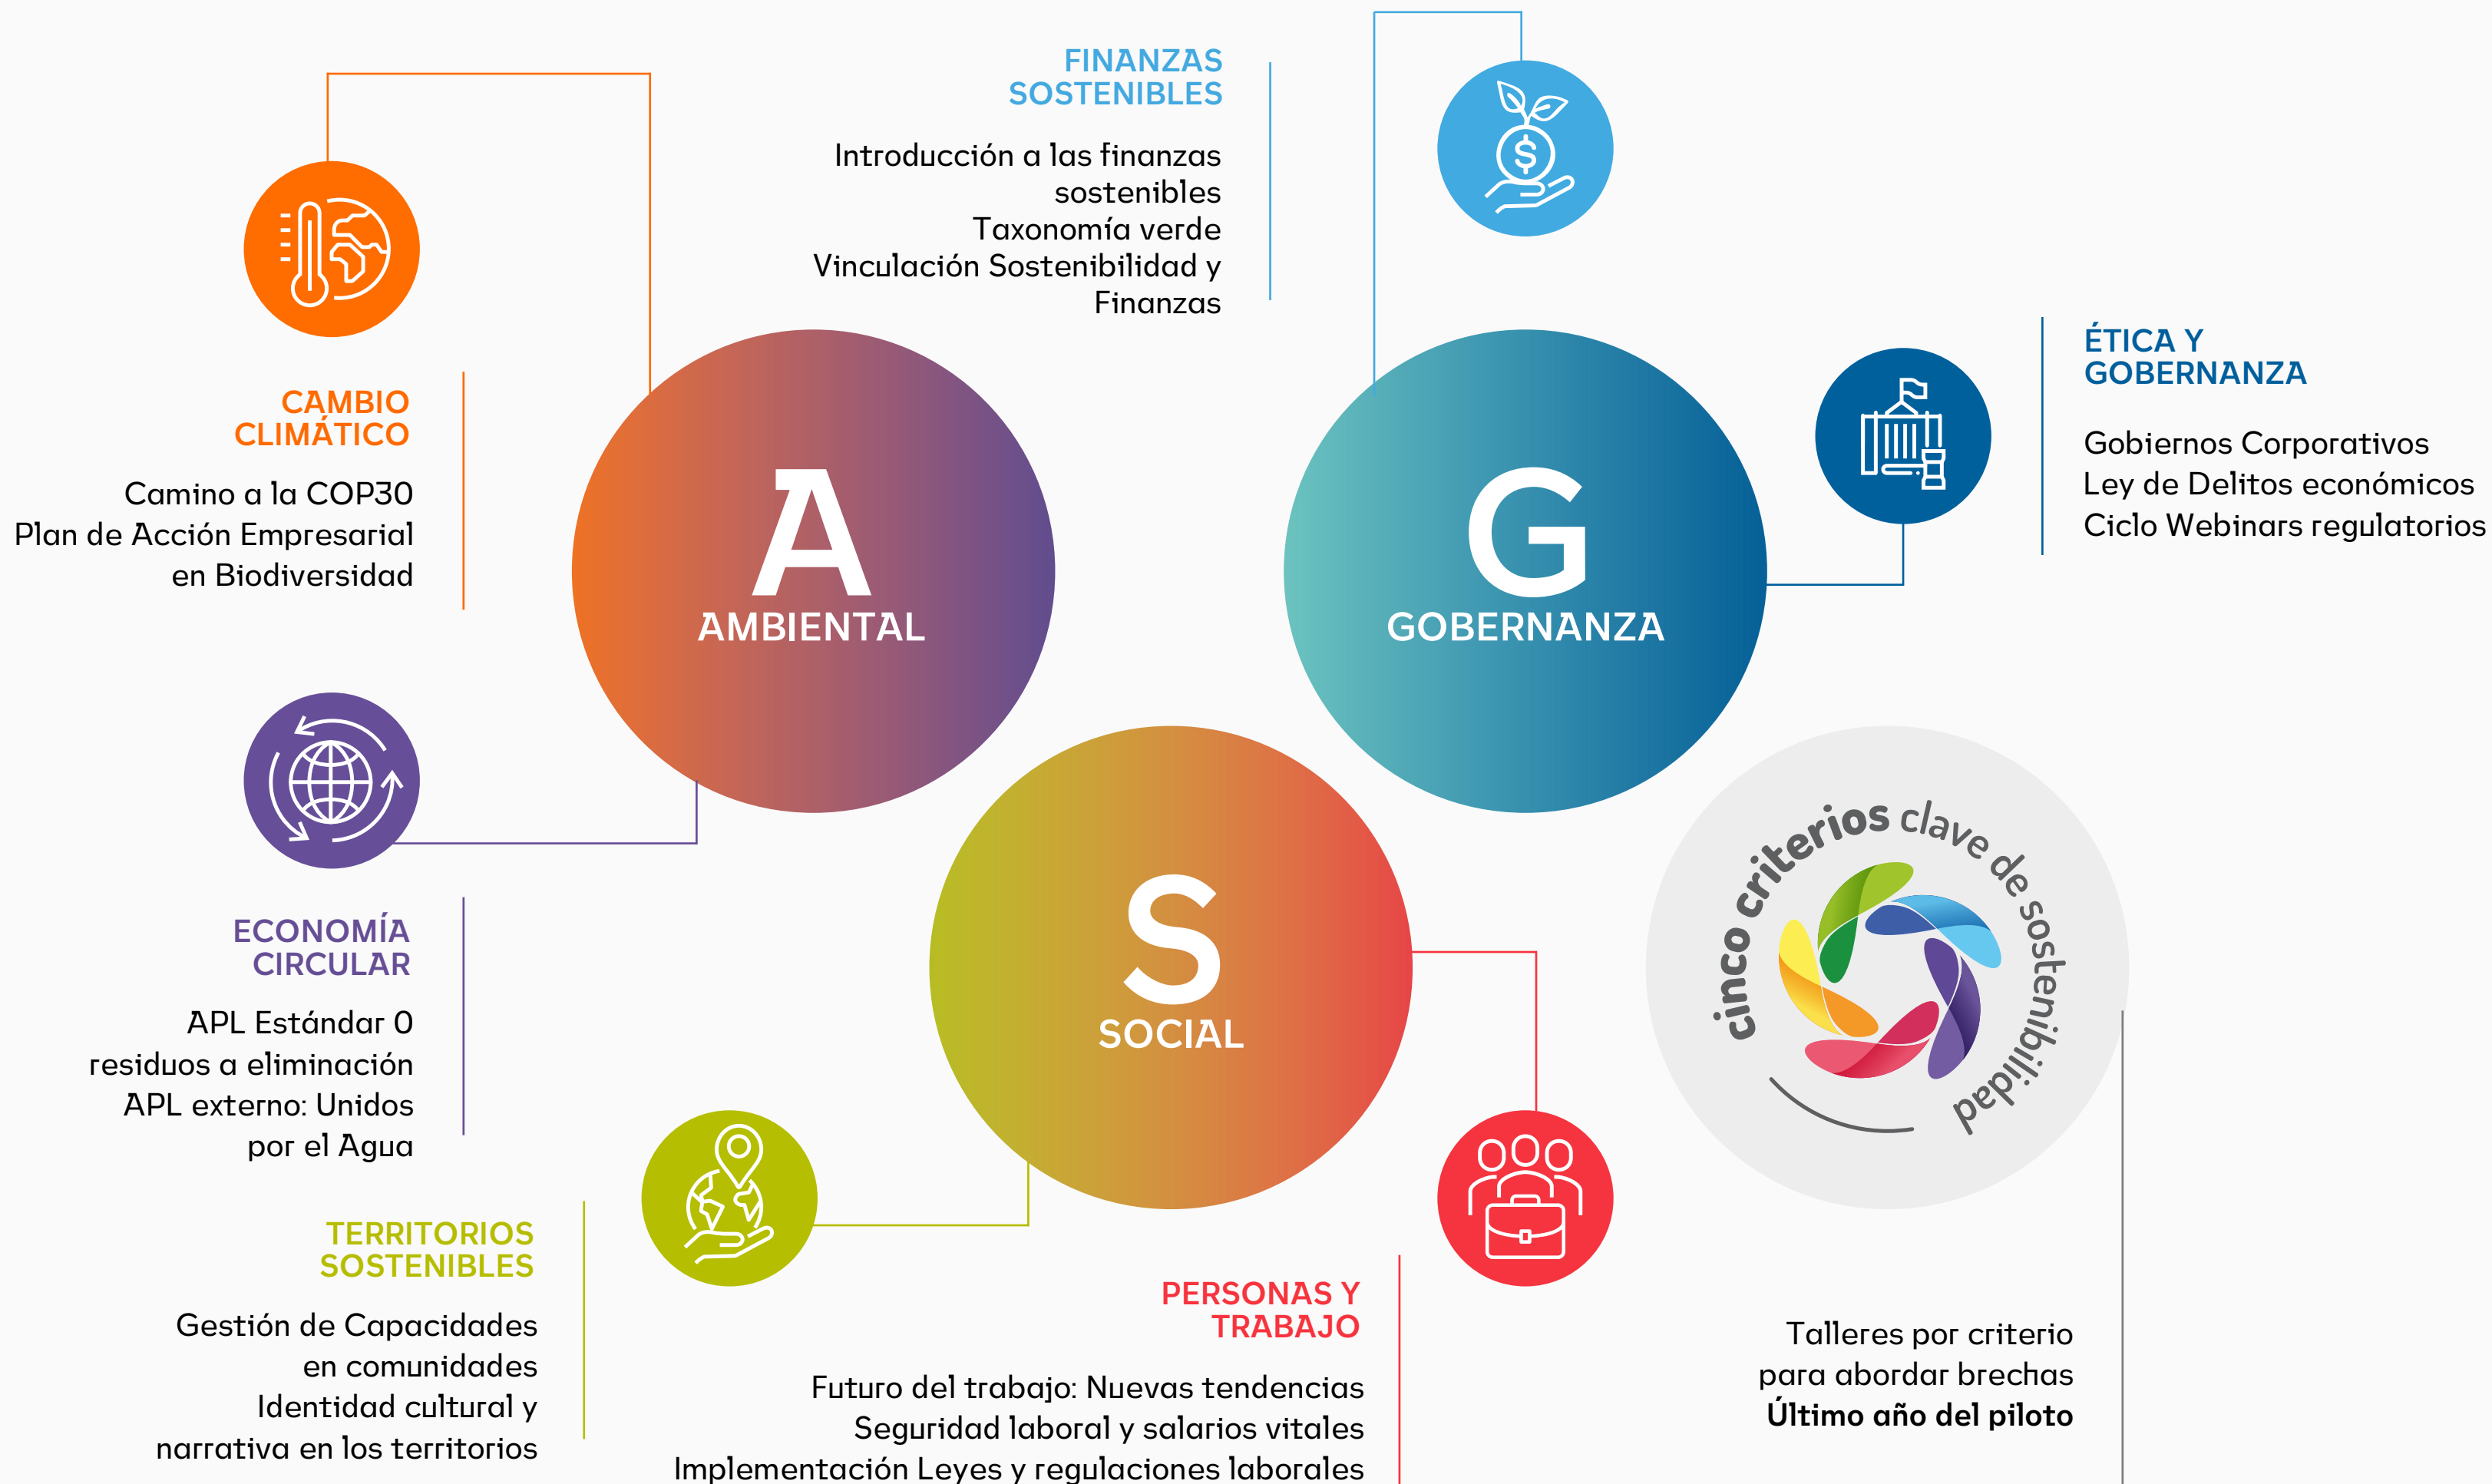 FINANZAS
SOSTENIBLES
Introducción a las finanzas
sostenibles
Taxonomía verde
Vinculación Sostenibilidad y
Finanzas
CAMBIO
CLIMÁTICO
Camino a la COP30
Plan de Acción Empresarial
en Biodiversidad
A
AMBIENTAL
G
GOBERNANZA
ÉTICA Y
GOBERNANZA
Gobiernos Corporativos
Ley de Delitos económicos
Ciclo Webinars regulatorios
ECONOMÍA
CIRCULAR
APL Estándar 0
residuos a eliminación
APL externo: Unidos
por el Agua
S
SOCIAL
cinco criterios clave de sostenibilidad
TERRITORIOS
SOSTENIBLES
Gestión de Capacidades
en comunidades
Identidad cultural y
narrativa en los territorios
PERSONAS Y
TRABAJO
Futuro del trabajo: Nuevas tendencias
Seguridad laboral y salarios vitales
Implementación Leyes y regulaciones laborales
Talleres por criterio
para abordar brechas
Último año del piloto